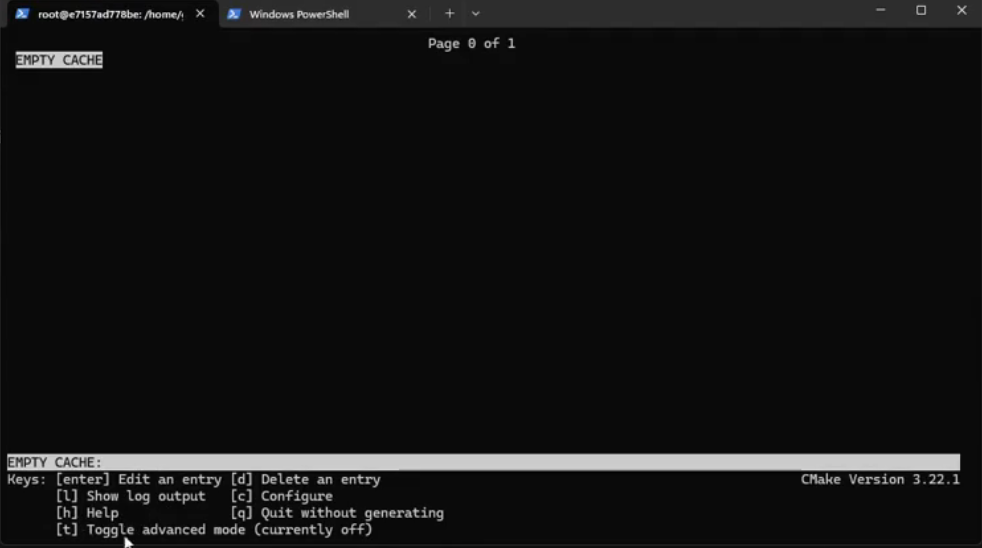 root@e7157ad778be: /home/ Windows PowerShell
Page 0 of 1
EMPTY CACHE
EMPTY CACHE:
Keys: [enter] Edit an entry [d] Delete an entry CMake Version 3.22.1
[l] Show log output [c] Configure
[h] Help [q] Quit without generating
[t] Toggle advanced mode (currently off)